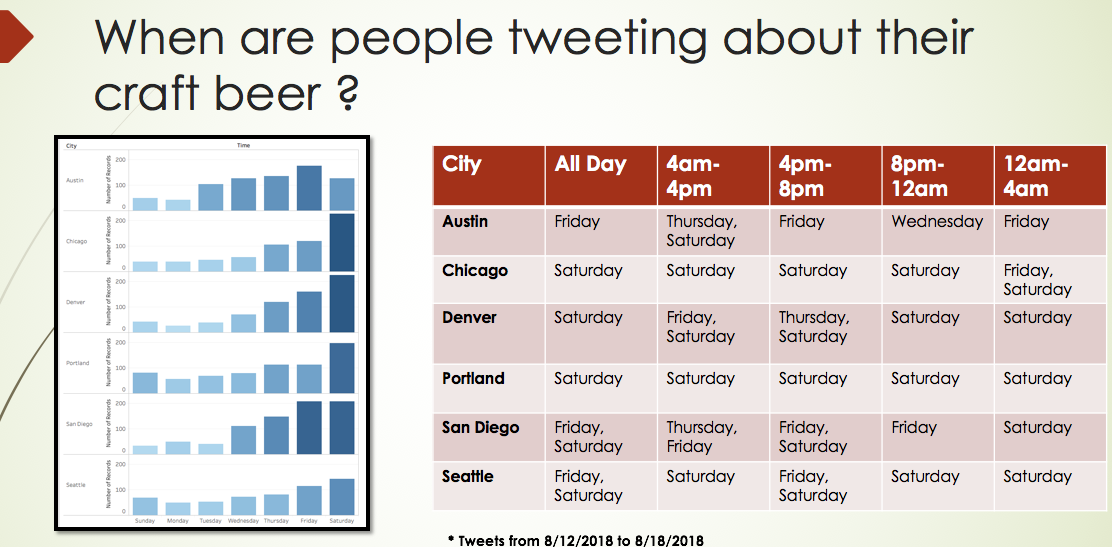 When are people tweeting about their
craft beer ?
City Time
Austin Number of Records 200 100 0
Chicago Number of Records 200 100 0
Denver Number of Records 200 100 0
Portland Number of Records 200 100 0
San Diego Number of Records 200 100 0
Seattle Number of Records 200 100 0
Sunday Monday Tuesday Wednesday Thursday Friday Saturday
City All Day 4am- 4pm- 8pm- 12am-
4pm 8pm 12am 4am
Austin Friday Thursday, Friday Wednesday Friday
Saturday
Chicago Saturday Saturday Saturday Saturday Friday,
Saturday
Denver Saturday Friday, Thursday, Saturday Saturday
Saturday Saturday
Portland Saturday Saturday Saturday Saturday Saturday
San Diego Friday, Thursday, Friday, Friday Saturday
Saturday Friday Saturday
Seattle Friday, Saturday Friday, Saturday Saturday
Saturday Saturday
* Tweets from 8/12/2018 to 8/18/2018